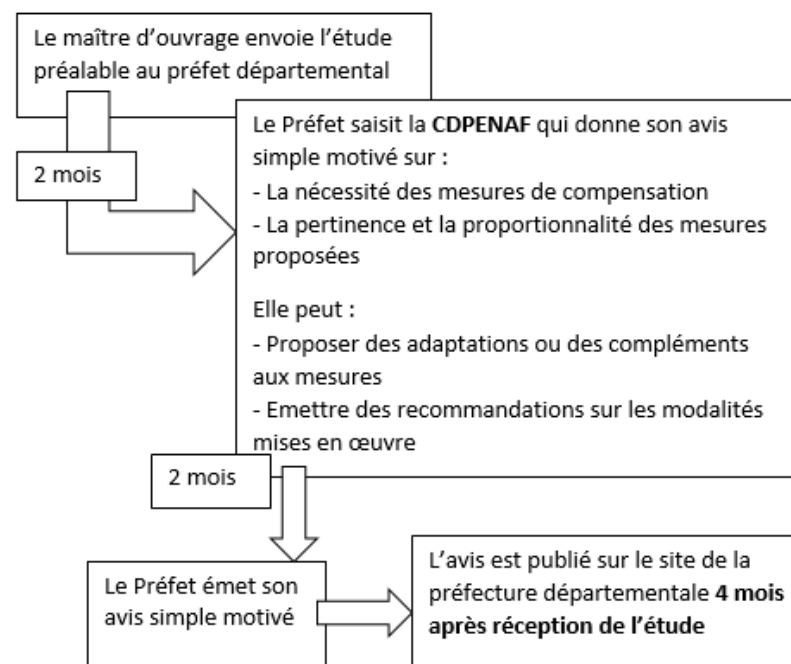 Le maître d'ouvrage envoie l'étude
préalable au préfet départemental
2 mois
Le Préfet saisit la CDPENAF qui donne son avis
simple motivé sur :
- La nécessité des mesures de compensation
- La pertinence et la proportionnalité des mesures
proposées
Elle peut :
- Proposer des adaptations ou des compléments
aux mesures
- Emettre des recommandations sur les modalités
mises en œuvre
2 mois
Le Préfet émet son
avis simple motivé
L'avis est publié sur le site de la
préfecture départementale 4 mois
après réception de l'étude